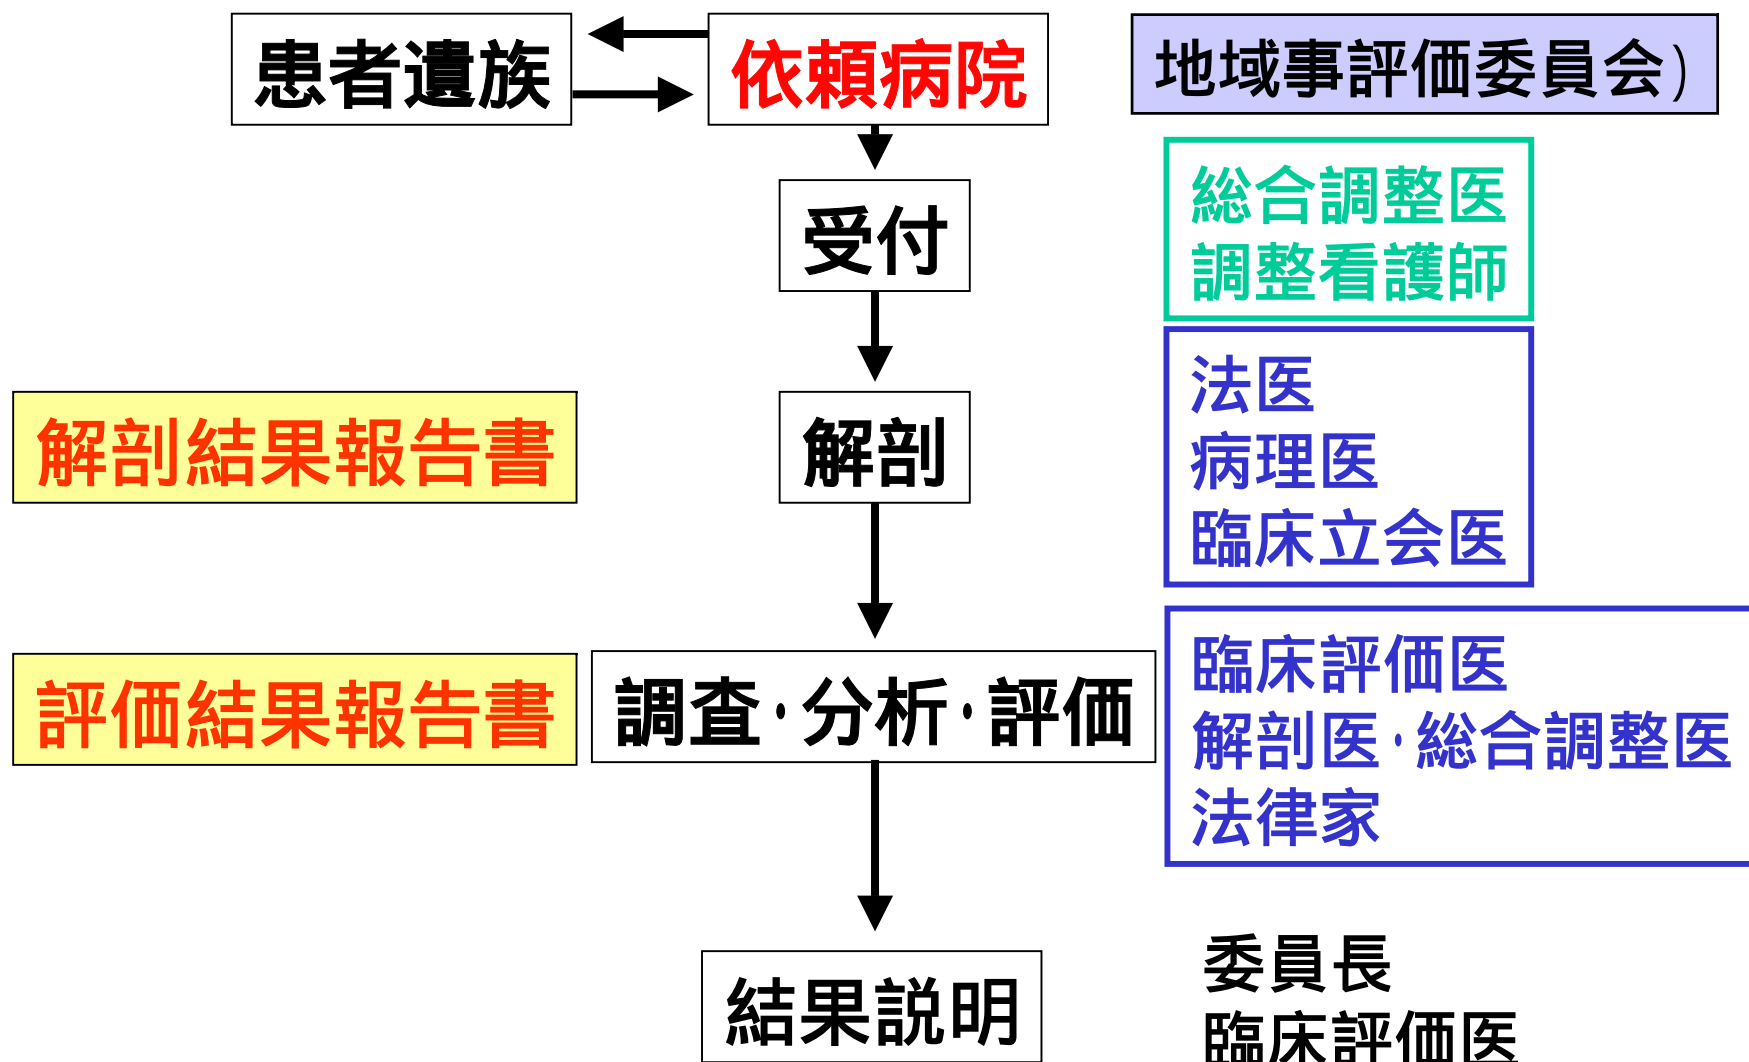 患者遺族
依頼病院
地域事評価委員会)
受付
総合調整医
調整看護師
解剖結果報告書
解剖
法医
病理医
臨床立会医
評価結果報告書
調査・分析・評価
臨床評価医
解剖医・総合調整医
法律家
結果説明
委員長
臨床評価医